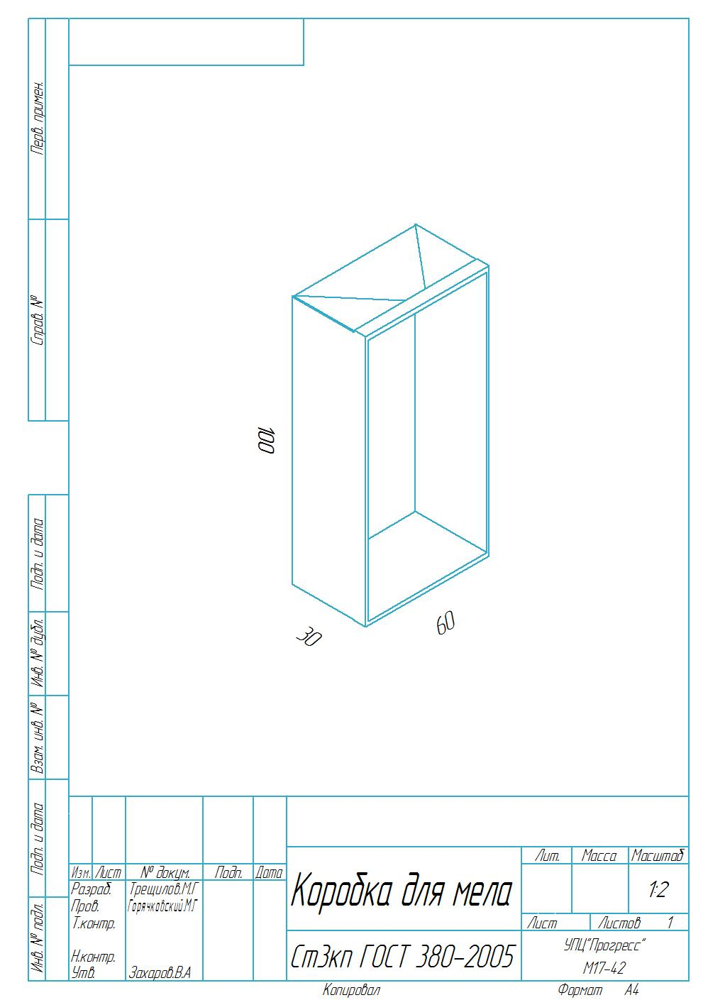 Перв. примен.
Справ. №
Подп. и дата
Инв. № дубл.
Взам. инв. №
Подп. и дата
Инв. № подл.
100
30
60
Изм. Лист № докум. Подп. Дата
Разраб. Трещилов.М.Г
Пров. Горячковский.М.Г
Т.контр.
Н.контр.
Утв. Захаров.В.А
Коробка для мела
Ст3кп ГОСТ 380-2005
Лит. Масса Масштаб
1:2
Лист Листов 1
УПЦ"Прогресс"
М17-42
Копировал Формат А4